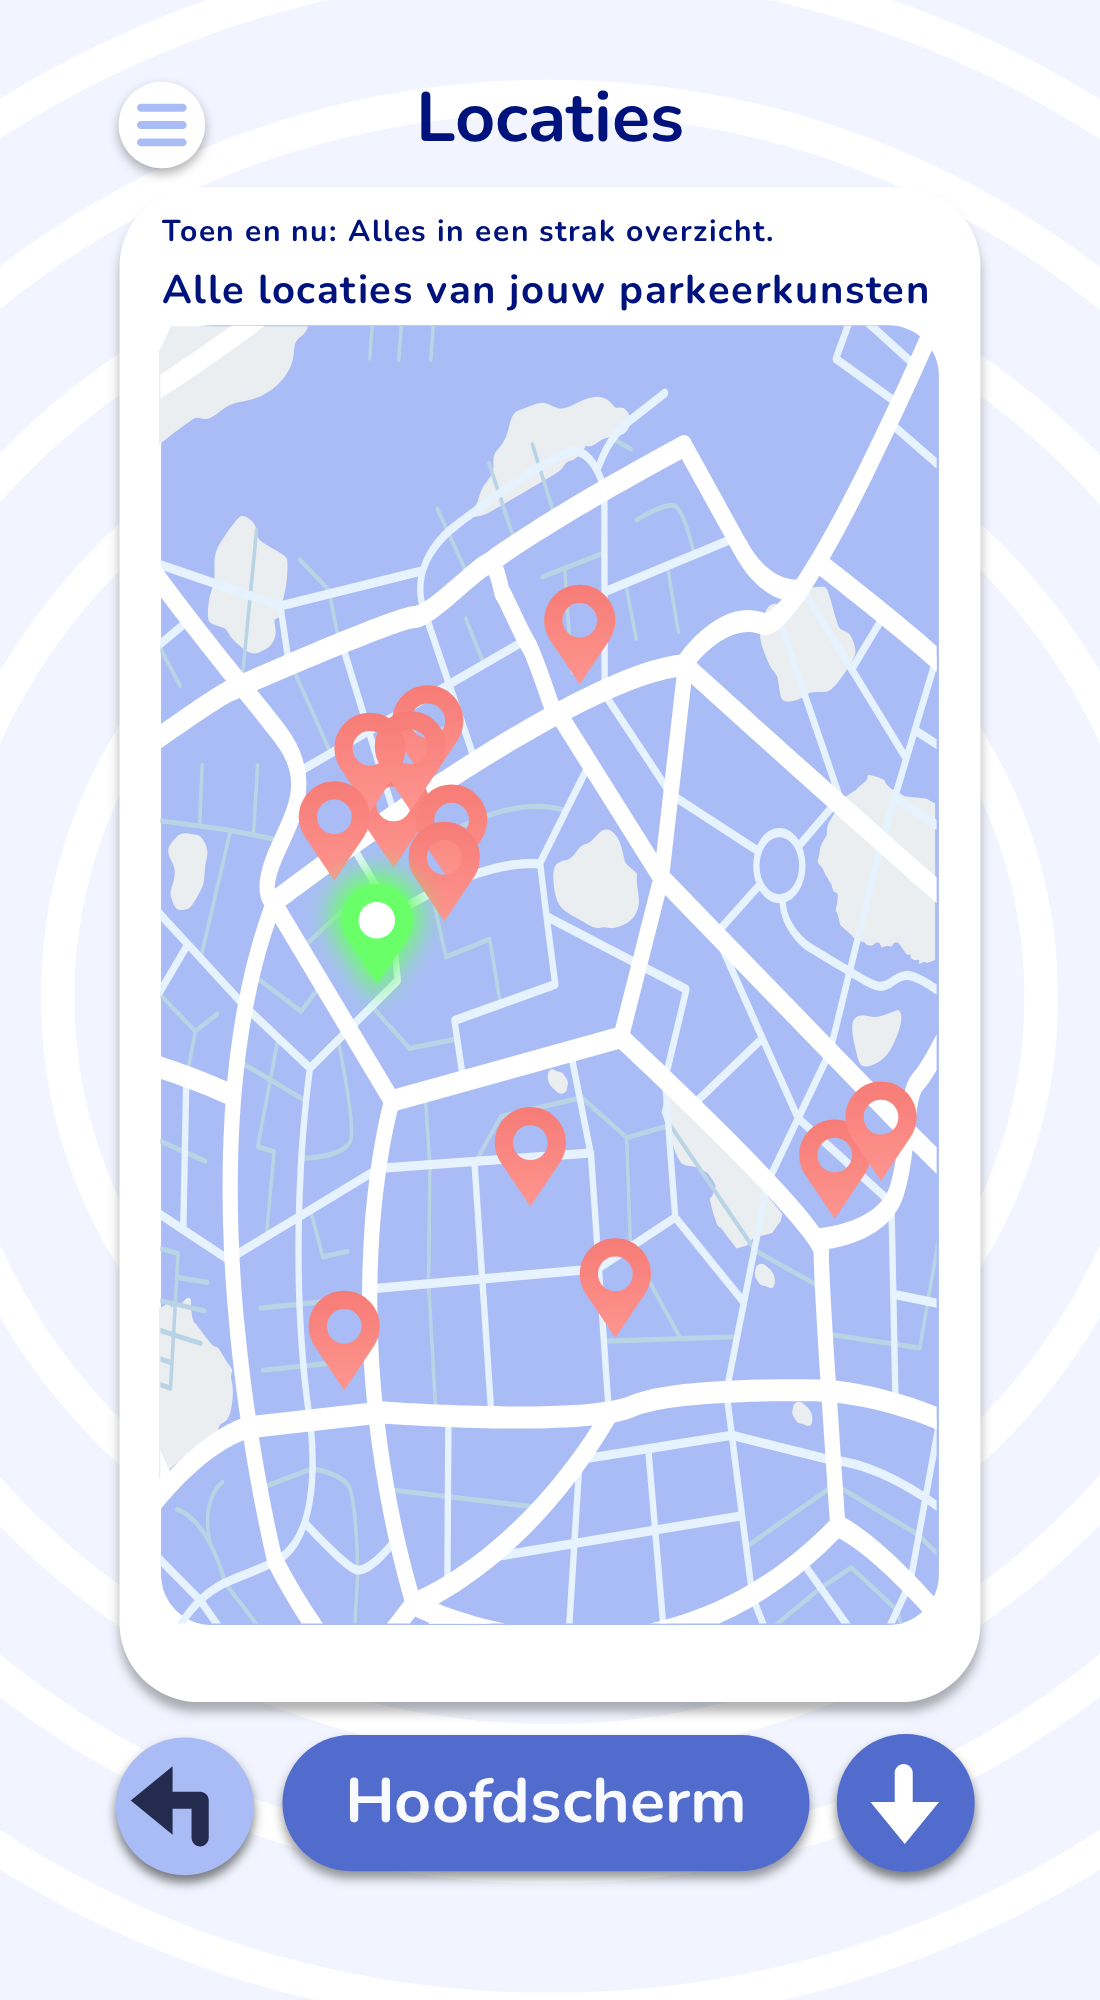 Locaties
Toen en nu: Alles in een strak overzicht.
Alle locaties van jouw parkeerkunsten
Hoofdscherm